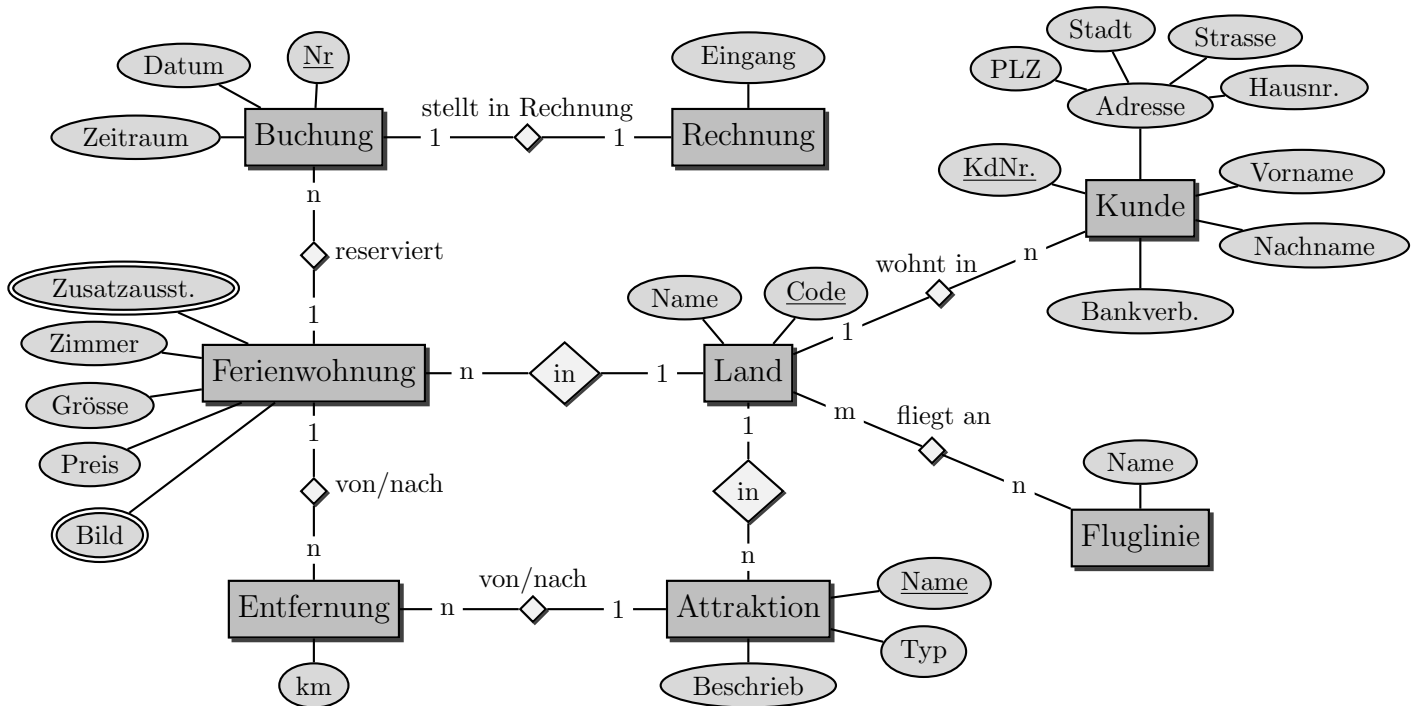 Stadt
Strasse
Nr
Datum
Eingang
PLZ
Hausnr.
Adresse
stellt in Rechnung
Zeitraum
Buchung
1
1
Rechnung
KdNr.
Vorname
n
Kunde
Nachname
reserviert
wohnt in
n
Zusatzausst.
Name
Code
Bankverb.
1
1
Zimmer
Ferienwohnung
n
in
1
Land
Grösse
m
fliegt an
1
1
Preis
Name
von/nach
in
n
Bild
Fluglinie
n
n
von/nach
Name
Entfernung
n
1
Attraktion
Typ
km
Beschrieb